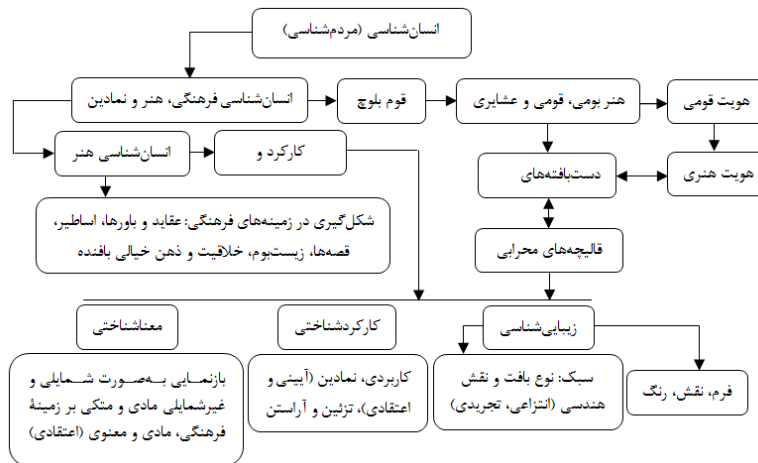 انسان‌شناسی (مردم‌شناسی)
هویت قومی
هنر بومی، قومی و عشایری
قوم بلوچ
انسان‌شناسی فرهنگی، هنر و نمادین
هویت هنری
دست‌بافته‌های
کارکرد و
انسان‌شناسی هنر
شکل‌گیری در زمینه‌های فرهنگی: عقاید و باورها، اساطیر،
قصه‌ها، زیست‌بوم، خلاقیت و ذهن خیالی بافنده
قالیچه‌های محرابی
زیبایی‌شناسی
کارکردشناختی
معناشناختی
فرم، نقش، رنگ
سبک: نوع بافت و نقش
هندسی (انتزاعی، تجریدی)
کاربردی، نمادین (آیینی و
اعتقادی)، تزئین و آراستن
بازنمایی به‌صورت شمایلی و
غیرشمایلی مادی و متکی بر زمینهٔ
فرهنگی، مادی و معنوی (اعتقادی)